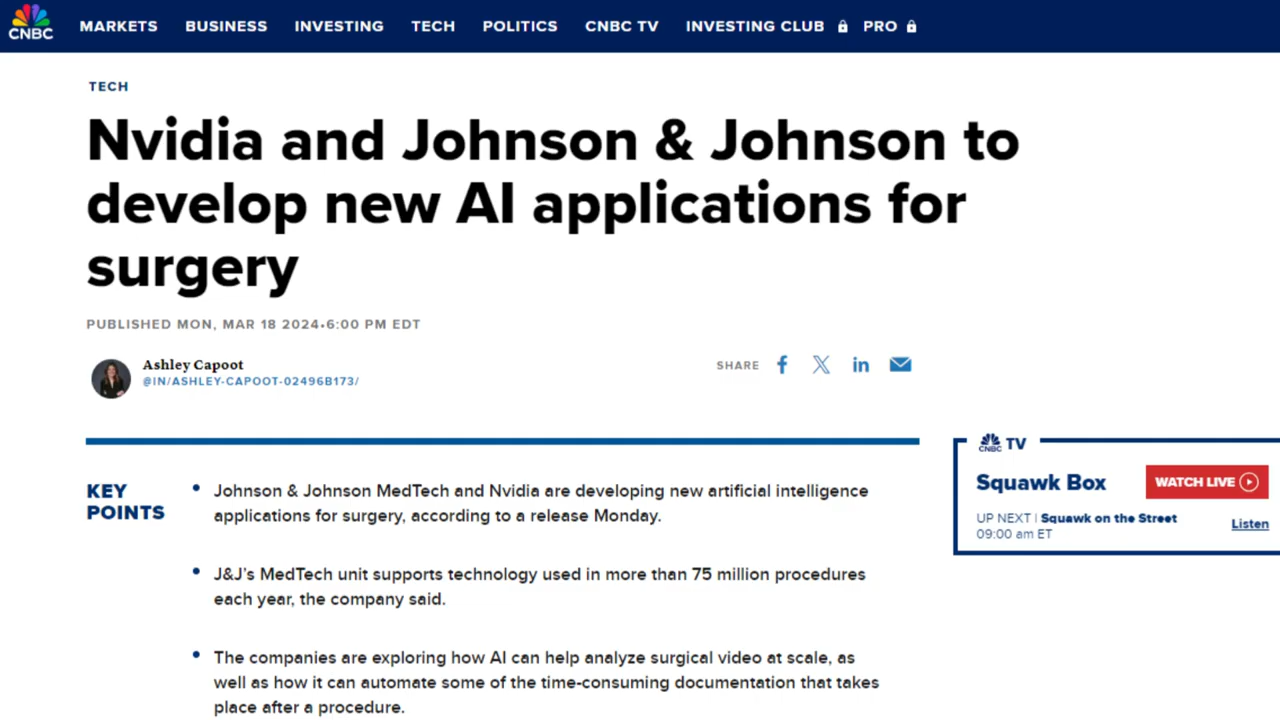 CNBC
MARKETS BUSINESS INVESTING TECH POLITICS CNBC TV INVESTING CLUB PRO
TECH
Nvidia and Johnson & Johnson to
develop new AI applications for
surgery
PUBLISHED MON, MAR 18 2024•6:00 PM EDT
Ashley Capoot
@IN/ASHLEY-CAPOOT-02496B173/
SHARE
KEY
POINTS
• Johnson & Johnson MedTech and Nvidia are developing new artificial intelligence
applications for surgery, according to a release Monday.
• J&J's MedTech unit supports technology used in more than 75 million procedures
each year, the company said.
• The companies are exploring how AI can help analyze surgical video at scale, as
well as how it can automate some of the time-consuming documentation that takes
place after a procedure.
CNBC TV
Squawk Box
WATCH LIVE
UP NEXT | Squawk on the Street
09:00 am ET
Listen